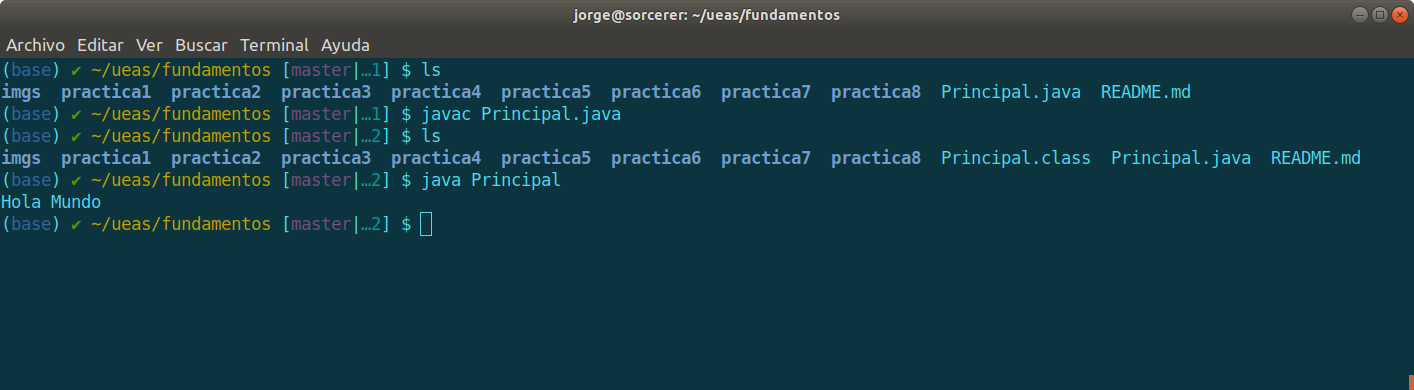 jorge@sorcerer: ~/ueas/fundamentos
Archivo Editar Ver Buscar Terminal Ayuda
(base) ✔ ~/ueas/fundamentos [master|…1] $ ls
imgs practica1 practica2 practica3 practica4 practica5 practica6 practica7 practica8 Principal.java README.md
(base) ✔ ~/ueas/fundamentos [master|…1] $ javac Principal.java
(base) ✔ ~/ueas/fundamentos [master|…2] $ ls
imgs practica1 practica2 practica3 practica4 practica5 practica6 practica7 practica8 Principal.class Principal.java README.md
(base) ✔ ~/ueas/fundamentos [master|…2] $ java Principal
Hola Mundo
(base) ✔ ~/ueas/fundamentos [master|…2] $